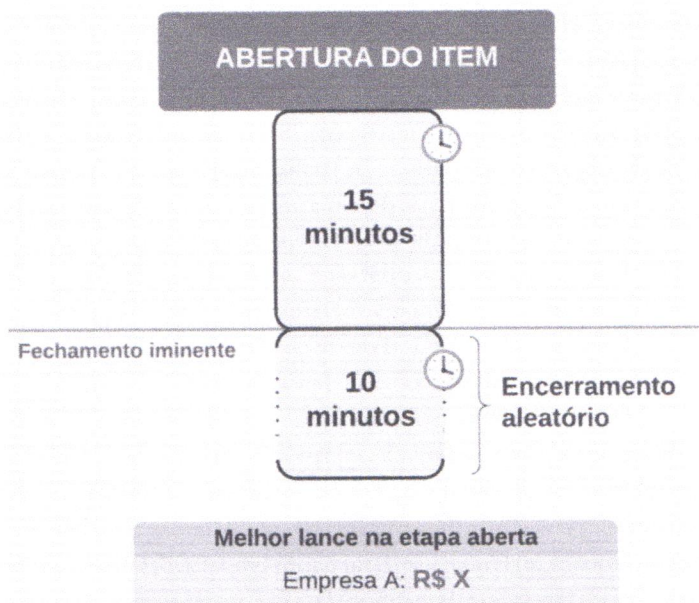 ABERTURA DO ITEM
15
minutos
Fechamento iminente
10
minutos
Encerramento
aleatório
Melhor lance na etapa aberta
Empresa A: R$ X